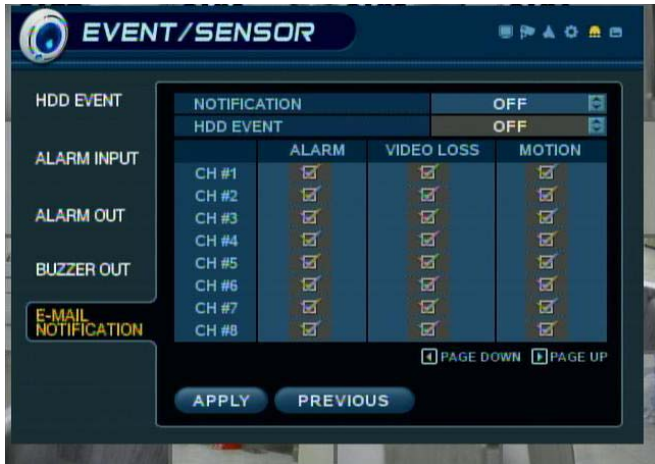 EVENT/SENSOR
HDD EVENT
ALARM INPUT
ALARM OUT
BUZZER OUT
E-MAIL
NOTIFICATION
NOTIFICATION OFF
HDD EVENT OFF
ALARM VIDEO LOSS MOTION
CH #1
CH #2
CH #3
CH #4
CH #5
CH #6
CH #7
CH #8
PAGE DOWN PAGE UP
APPLY PREVIOUS